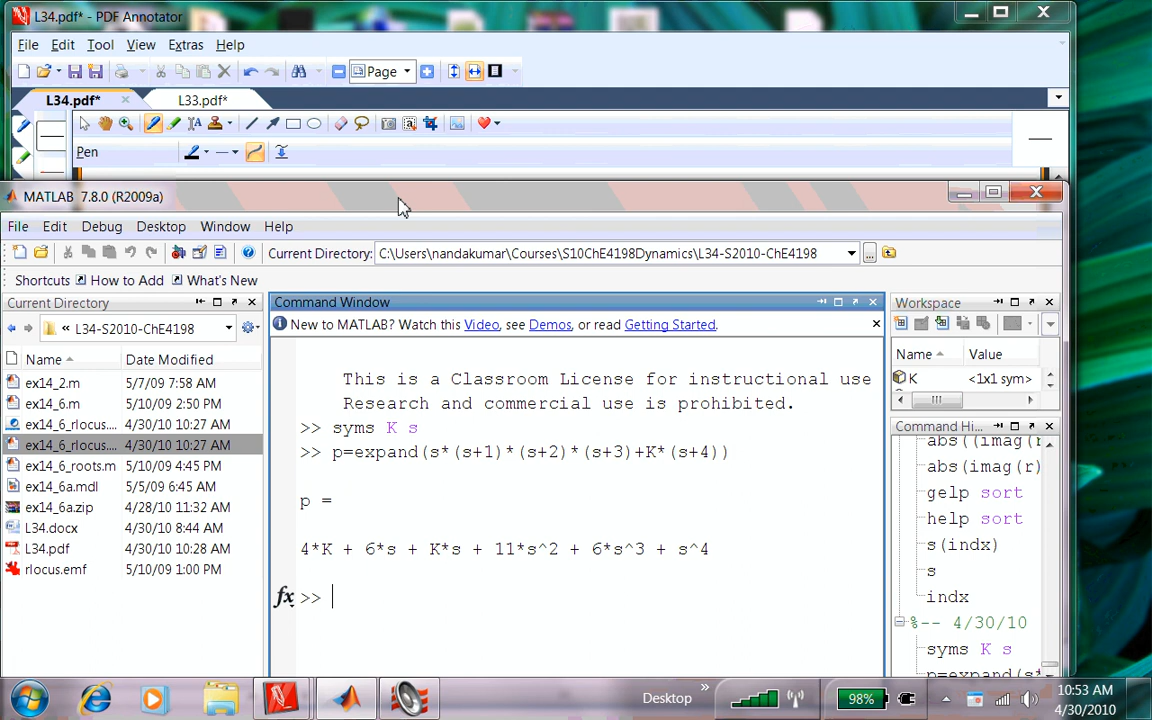 L34.pdf* - PDF Annotator
File Edit Tool View Extras Help
Page
L34.pdf* L33.pdf*
Pen
MATLAB 7.8.0 (R2009a)
File Edit Debug Desktop Window Help
Current Directory: C:\Users\nandakumar\Courses\S10ChE4198Dynamics\L34-S2010-ChE4198
Shortcuts How to Add What's New
Current Directory
« L34-S2010-ChE4198
Name Date Modified
ex14_2.m 5/7/09 7:58 AM
ex14_6.m 5/10/09 2:50 PM
ex14_6_rlocus.... 4/30/10 10:27 AM
ex14_6_rlocus.... 4/30/10 10:27 AM
ex14_6_roots.m 5/10/09 4:45 PM
ex14_6a.mdl 5/5/09 6:45 AM
ex14_6a.zip 4/28/10 11:32 AM
L34.docx 4/30/10 8:44 AM
L34.pdf 4/30/10 10:28 AM
rlocus.emf 5/10/09 1:00 PM
Command Window
New to MATLAB? Watch this Video, see Demos, or read Getting Started.
This is a Classroom License for instructional use
Research and commercial use is prohibited.
>> syms K s
>> p=expand(s*(s+1)*(s+2)*(s+3)+K*(s+4))
p =
4*K + 6*s + K*s + 11*s^2 + 6*s^3 + s^4
fx >>
Workspace
Name Value
K <1x1 sym>
Command Hi...
abs((imag(r
abs(imag(r)
gelp sort
help sort
s(indx)
s
indx
%-- 4/30/10
syms K s
p=expand(s*
Desktop »
98%
10:53 AM
4/30/2010